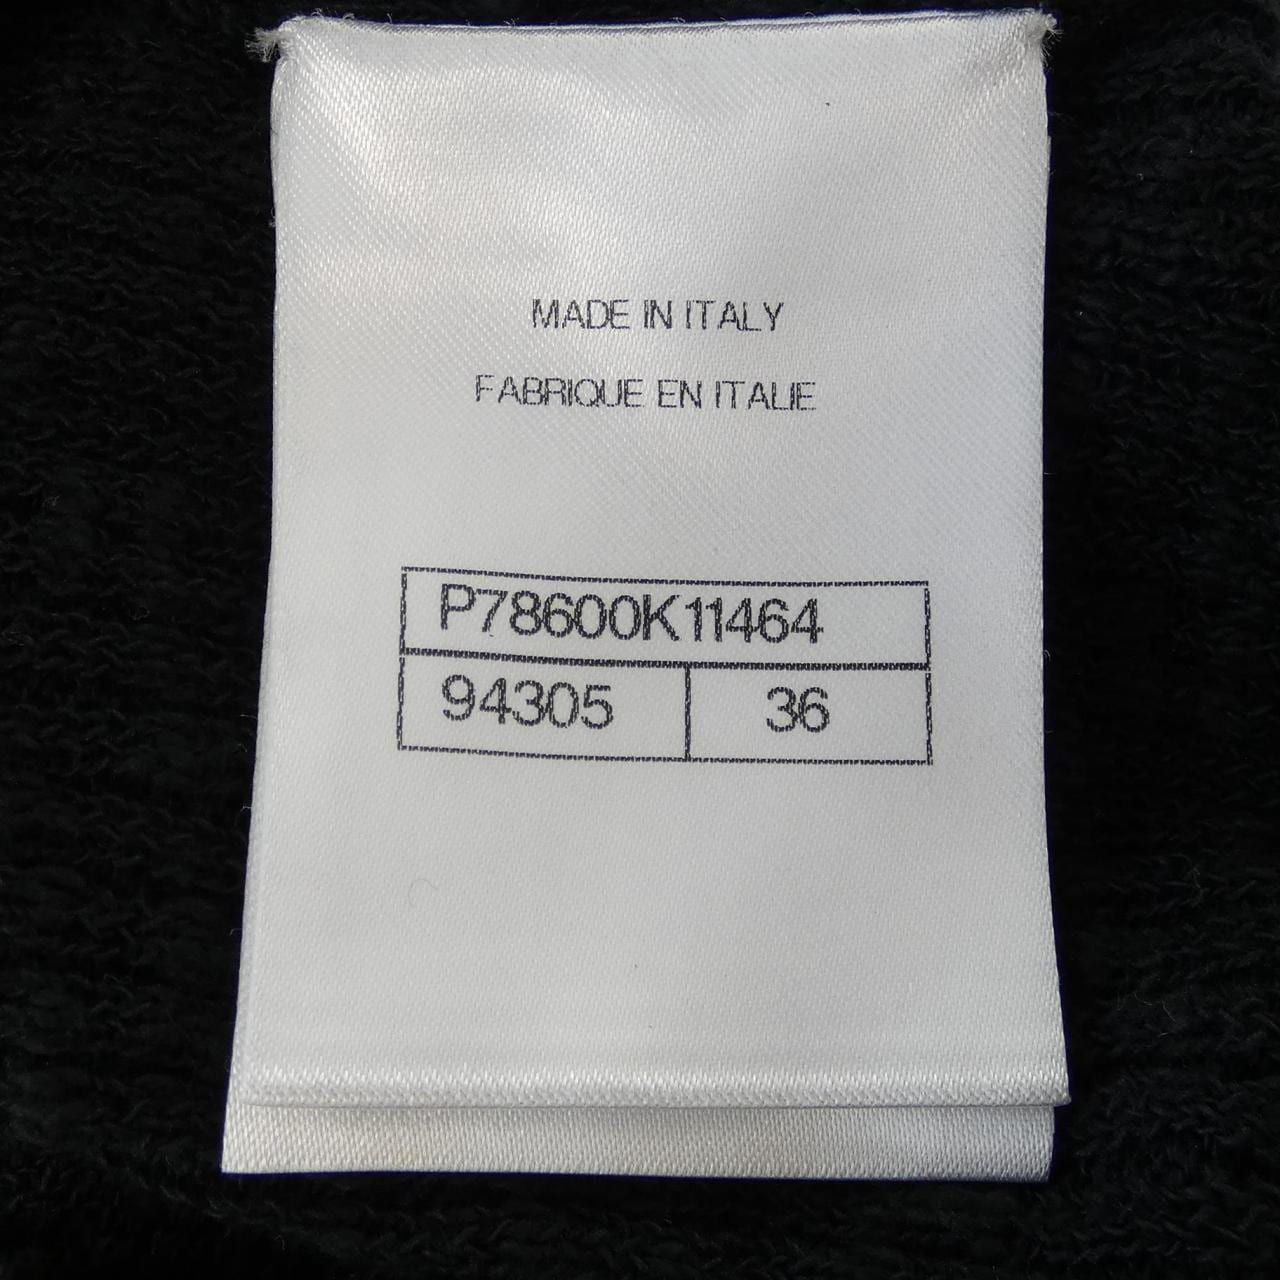 MADE IN ITALY
FABRIQUE EN ITALIE
P78600K11464
94305 36